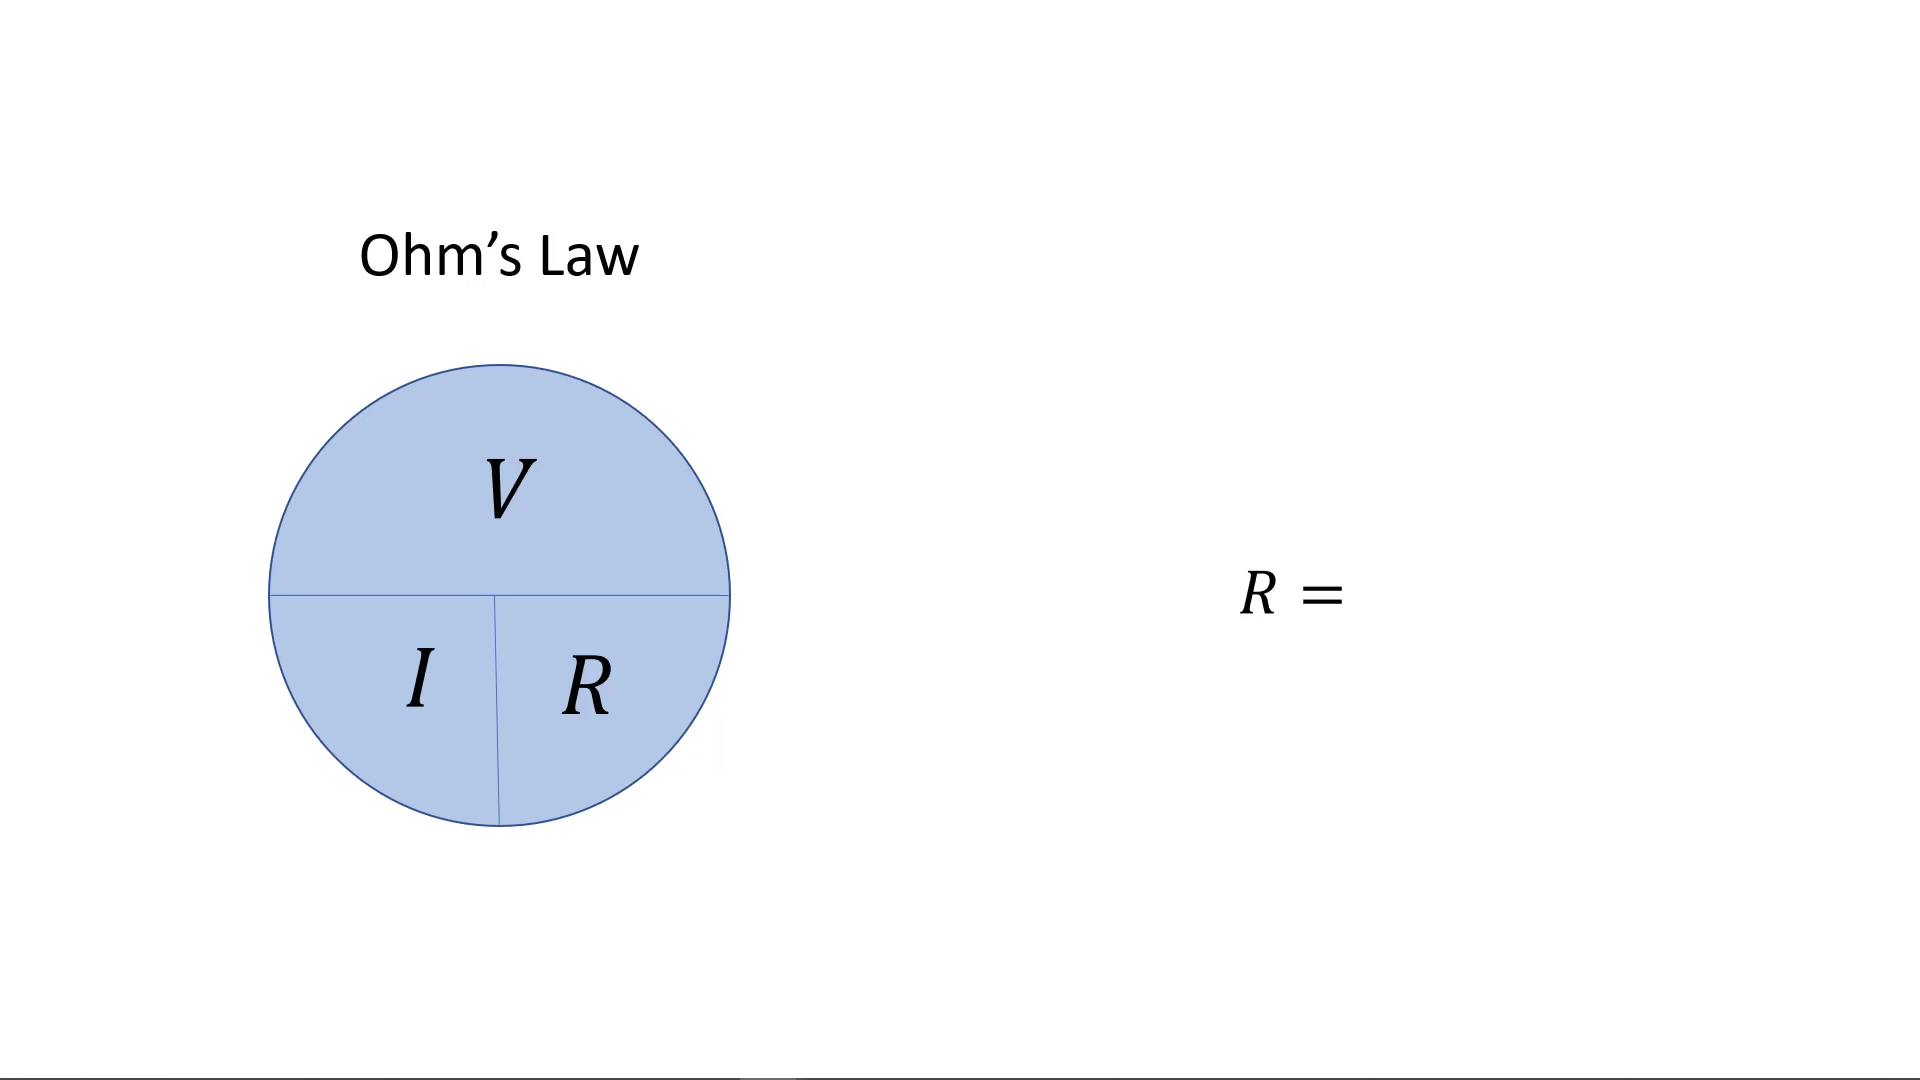 Ohm’s Law
V
I R
R =